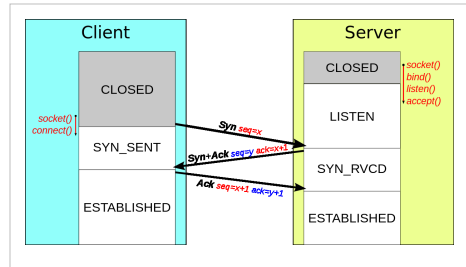 Client
Server
CLOSED
CLOSED
socket()
bind()
listen()
accept()
socket()
connect()
Syn seq=x
LISTEN
SYN_SENT
Syn+Ack seq=y ack=x+1
SYN_RVCD
Ack seq=x+1 ack=y+1
ESTABLISHED
ESTABLISHED